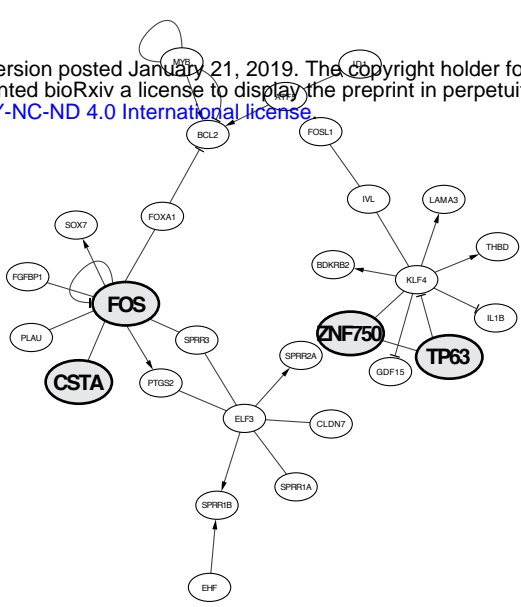 MYB
ID1
ersion posted January 21, 2019. The copyright holder fo
nted bioRxiv a license to display the preprint in perpetuit
Y-NC-ND 4.0 International license.
BCL2
FOSL1
IVL
LAMA3
SOX7
FOXA1
THBD
BDKRB2
KLF4
FGFBP1
FOS
IL1B
PLAU
SPRR3
ZNF750
SPRR2A
TP63
GDF15
CSTA
PTGS2
ELF3
CLDN7
SPRR1A
SPRR1B
EHF